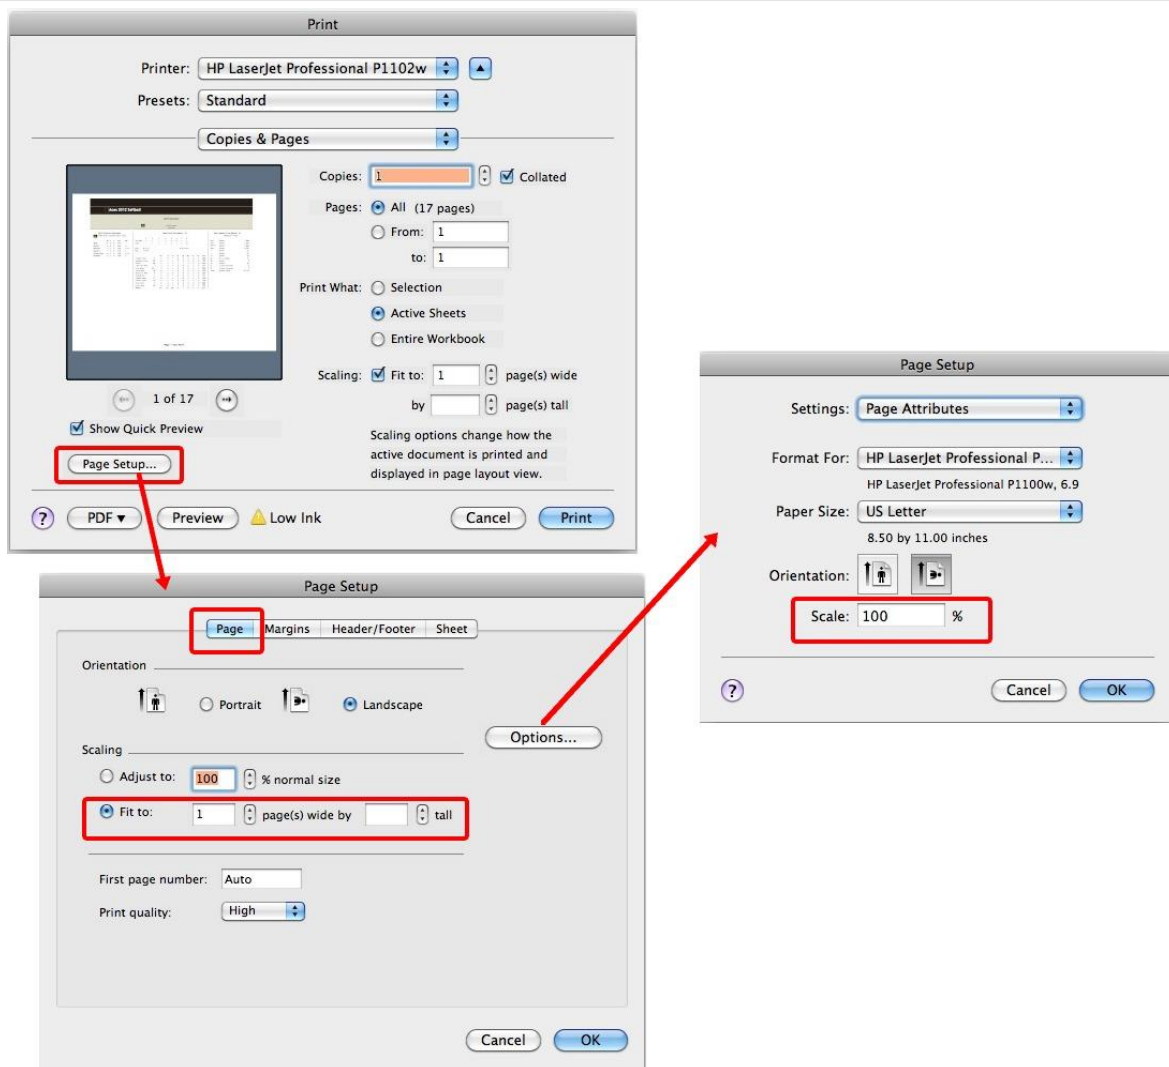 Print
Printer: HP LaserJet Professional P1102w
Presets: Standard
Copies & Pages
Copies: 1 Collated
Pages: All (17 pages)
From: 1
to: 1
Print What: Selection
Active Sheets
Entire Workbook
Scaling: Fit to: 1 page(s) wide
by page(s) tall
Scaling options change how the
active document is printed and
displayed in page layout view.
1 of 17
Show Quick Preview
Page Setup...
? PDF Preview Low Ink Cancel Print
Page Setup
Page Margins Header/Footer Sheet
Orientation
Portrait Landscape
Options...
Scaling
Adjust to: 100 % normal size
Fit to: 1 page(s) wide by tall
First page number: Auto
Print quality: High
Cancel OK
Page Setup
Settings: Page Attributes
Format For: HP LaserJet Professional P...
HP LaserJet Professional P1100w, 6.9
Paper Size: US Letter
8.50 by 11.00 inches
Orientation:
Scale: 100 %
? Cancel OK